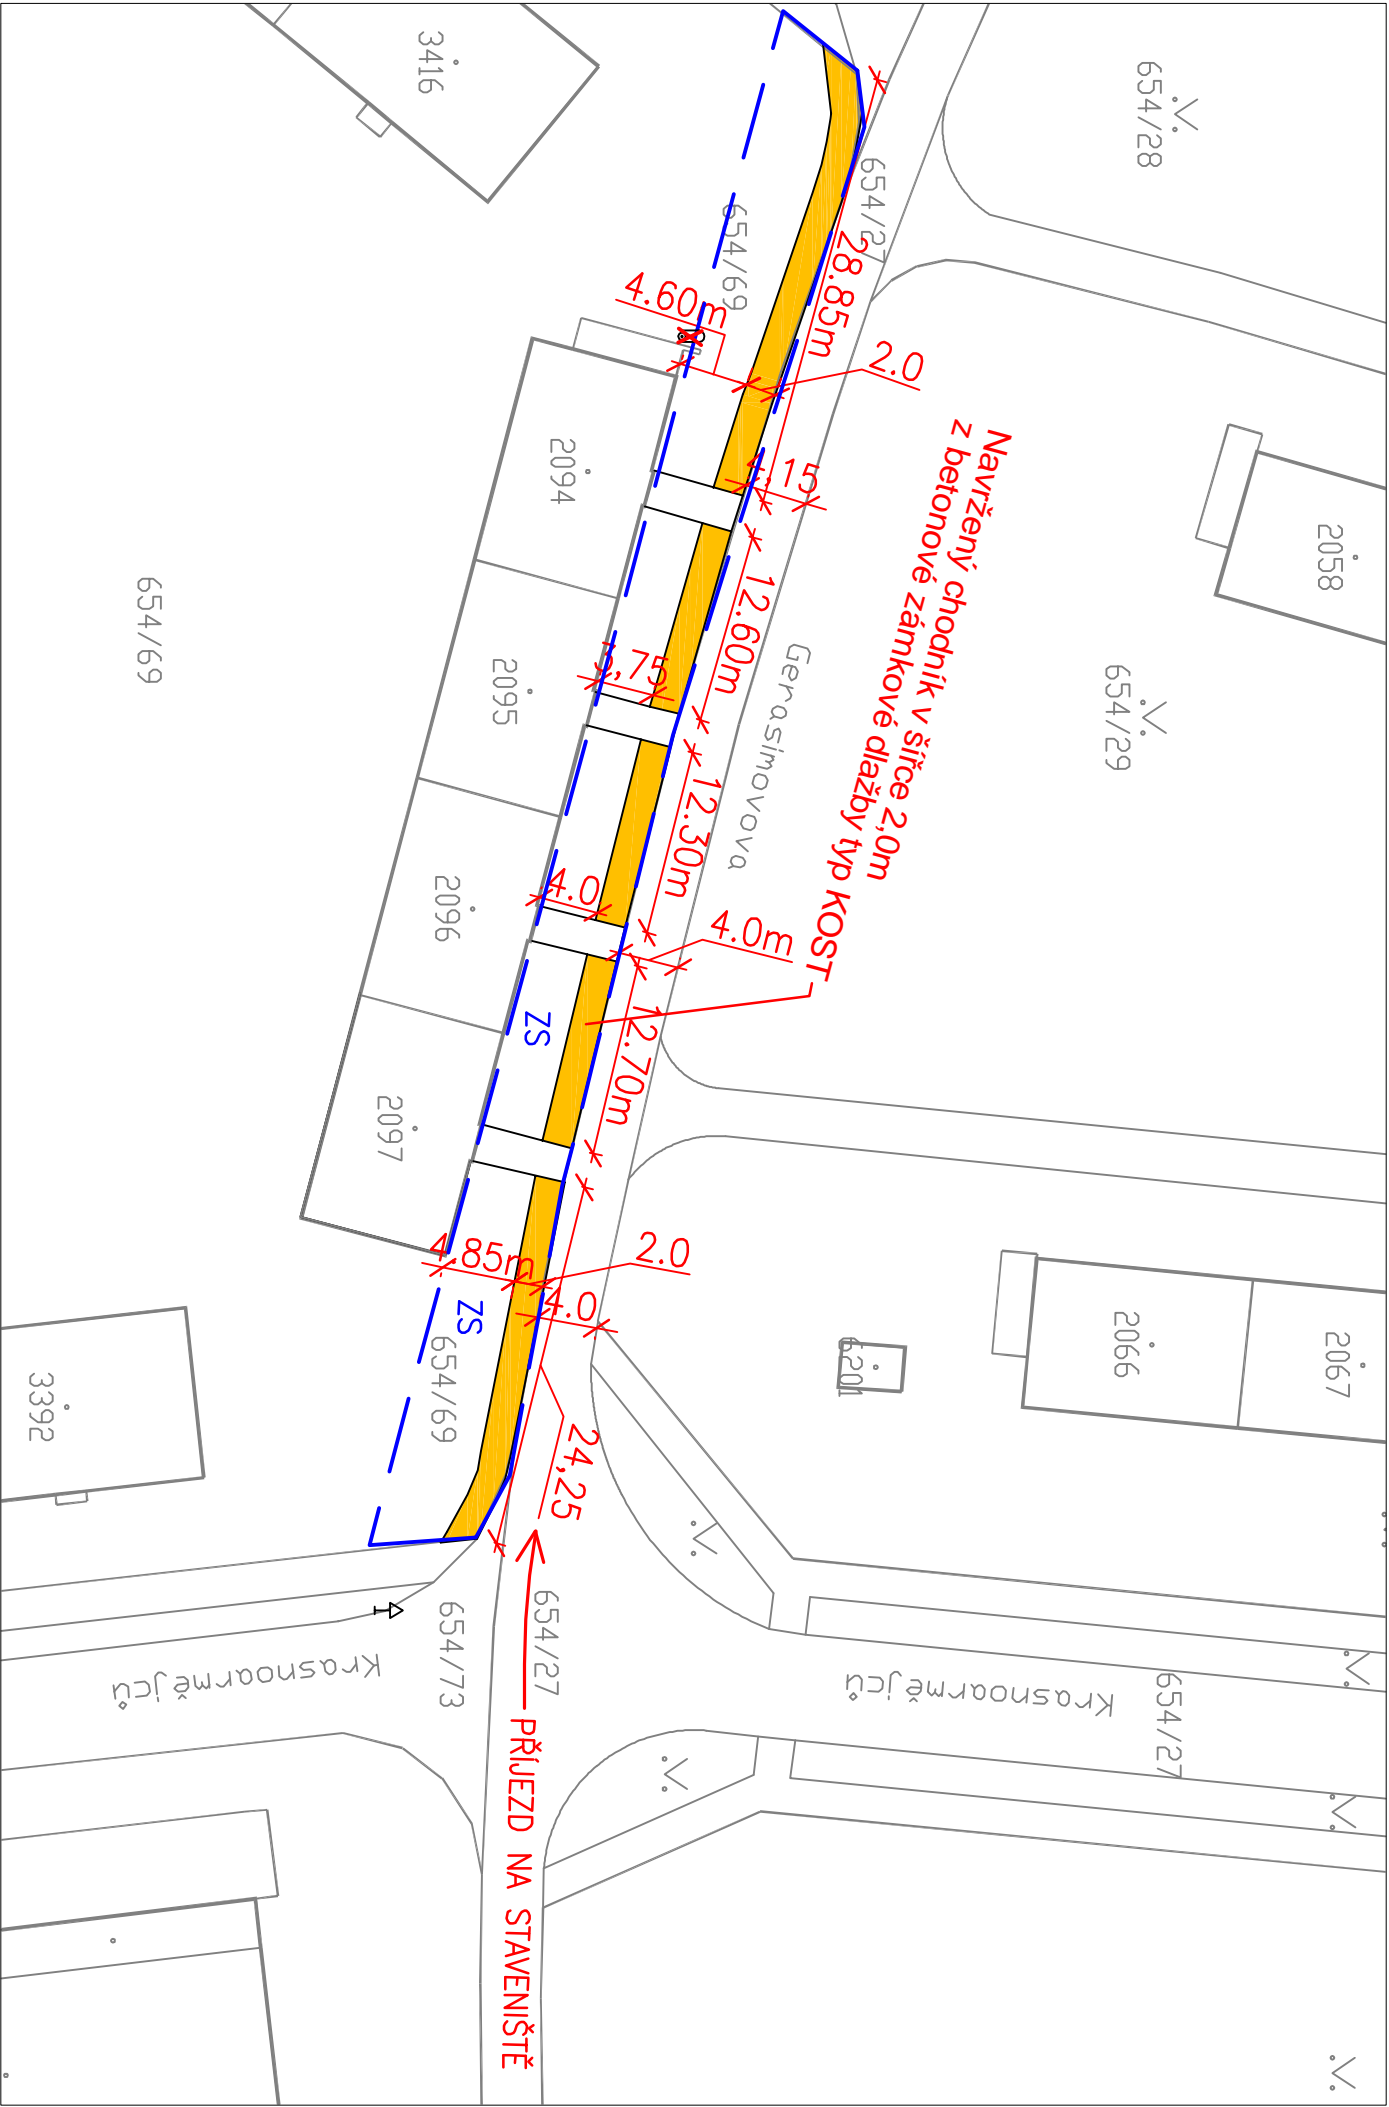 3416
654/28
654/27
654/69
28.85m
4.60m
2.0
Navržený chodník v šířce 2,0m
z betonové zámkové dlažby typ KOST
2058
2094
15
12.60m
654/69
654/29
Gerasimovova
,75
2095
12.30m
2096
4.0
4.0m
ZS
12.70m
2097
4.85m
2.0
4.0
ZS
654/69
24,25
6201
2066
2067
3392
654/27
PŘÍJEZD NA STAVENIŠTĚ
654/73
Krasnoarmějců
Krasnoarmějců
654/27